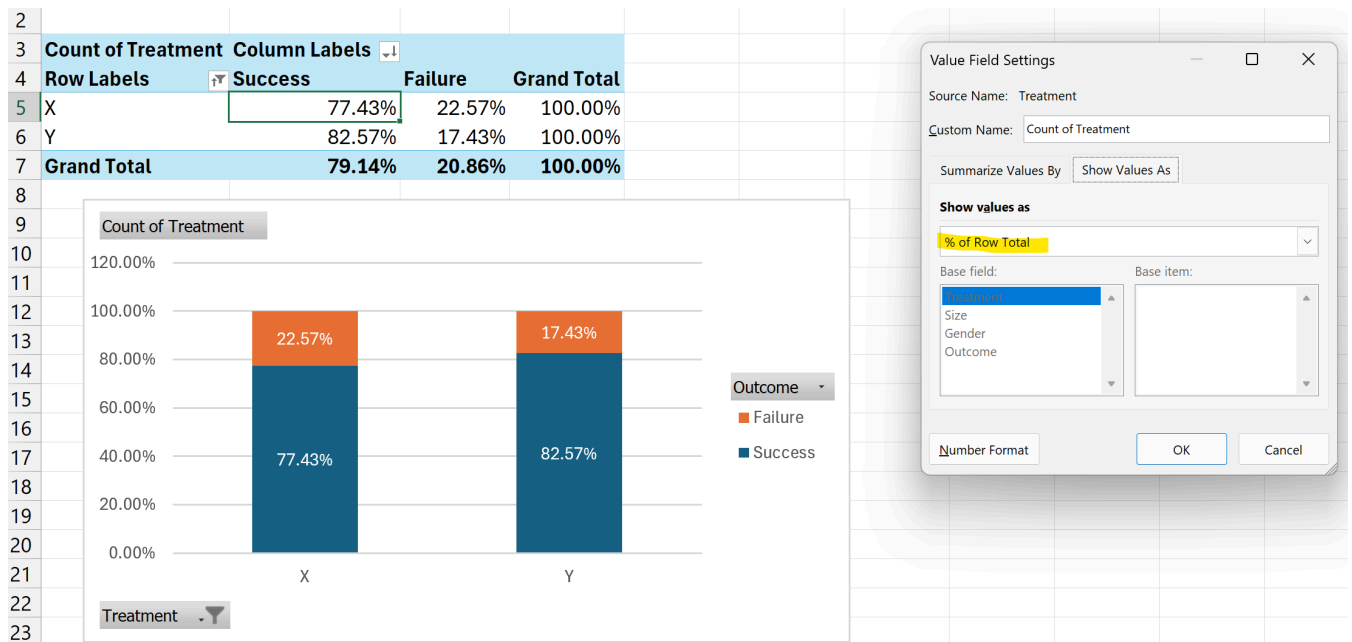 2
3 Count of Treatment Column Labels
4 Row Labels Success Failure Grand Total
5 X 77.43% 22.57% 100.00%
6 Y 82.57% 17.43% 100.00%
7 Grand Total 79.14% 20.86% 100.00%
8
9
10
11
12
13
14
15
16
17
18
19
20
21
22
23
Count of Treatment
120.00%
100.00%
80.00%
60.00%
40.00%
20.00%
0.00%
22.57%
17.43%
77.43%
82.57%
X Y
Outcome
Failure
Success
Treatment
Value Field Settings
Source Name: Treatment
Custom Name: Count of Treatment
Summarize Values By Show Values As
Show values as
% of Row Total
Base field: Base item:
Treatment
Size
Gender
Outcome
Number Format OK Cancel